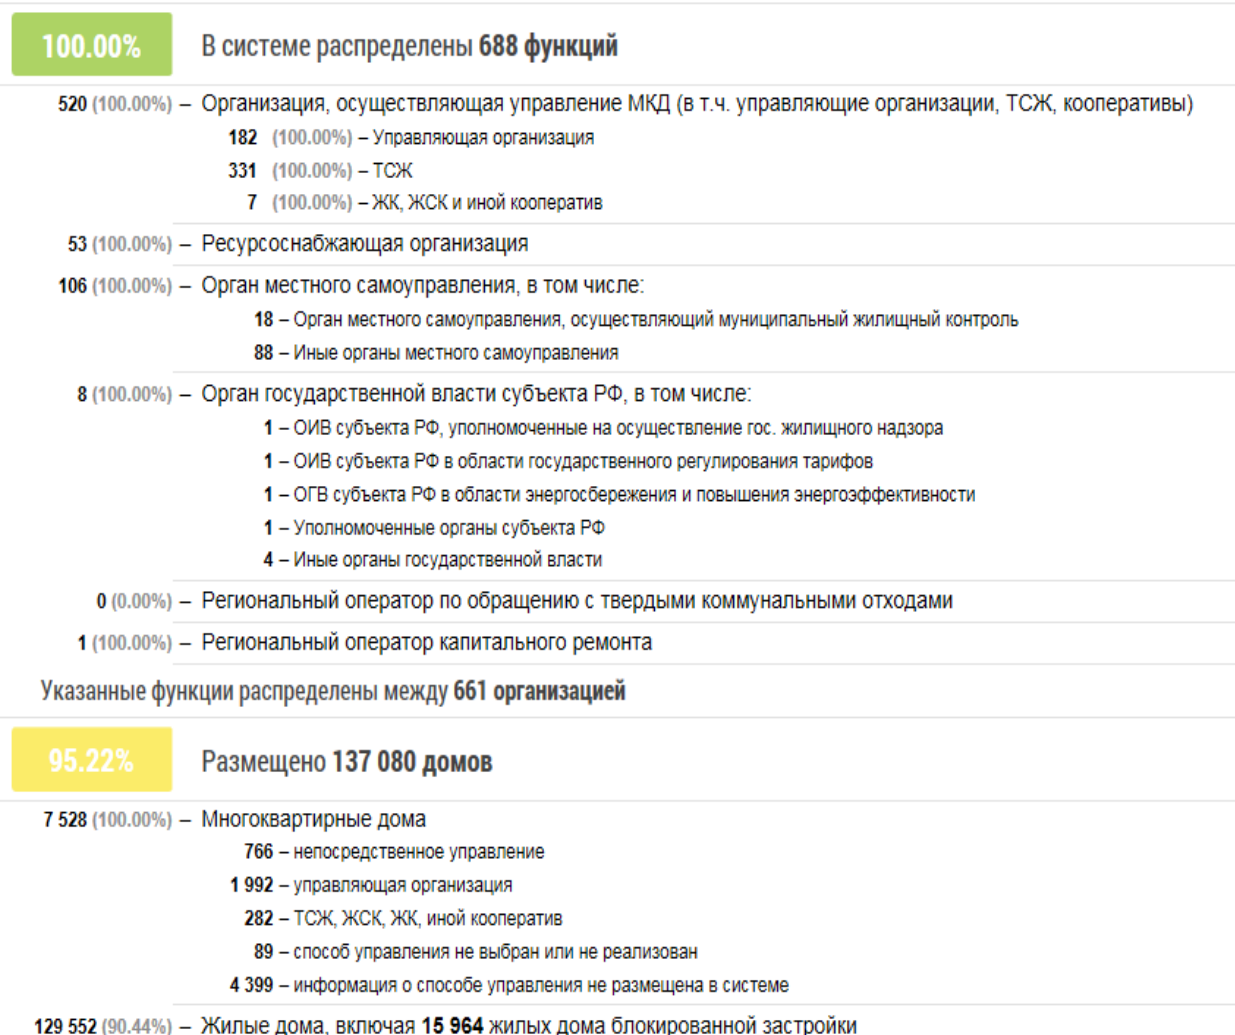 100.00% В системе распределены 688 функций
520 (100.00%) – Организация, осуществляющая управление МКД (в т.ч. управляющие организации, ТСЖ, кооперативы)
182 (100.00%) – Управляющая организация
331 (100.00%) – ТСЖ
7 (100.00%) – ЖК, ЖСК и иной кооператив
53 (100.00%) – Ресурсоснабжающая организация
106 (100.00%) – Орган местного самоуправления, в том числе:
18 – Орган местного самоуправления, осуществляющий муниципальный жилищный контроль
88 – Иные органы местного самоуправления
8 (100.00%) – Орган государственной власти субъекта РФ, в том числе:
1 – ОИВ субъекта РФ, уполномоченные на осуществление гос. жилищного надзора
1 – ОИВ субъекта РФ в области государственного регулирования тарифов
1 – ОГВ субъекта РФ в области энергосбережения и повышения энергоэффективности
1 – Уполномоченные органы субъекта РФ
4 – Иные органы государственной власти
0 (0.00%) – Региональный оператор по обращению с твердыми коммунальными отходами
1 (100.00%) – Региональный оператор капитального ремонта
Указанные функции распределены между 661 организацией
95.22% Размещено 137 080 домов
7 528 (100.00%) – Многоквартирные дома
766 – непосредственное управление
1 992 – управляющая организация
282 – ТСЖ, ЖСК, ЖК, иной кооператив
89 – способ управления не выбран или не реализован
4 399 – информация о способе управления не размещена в системе
129 552 (90.44%) – Жилые дома, включая 15 964 жилых дома блокированной застройки